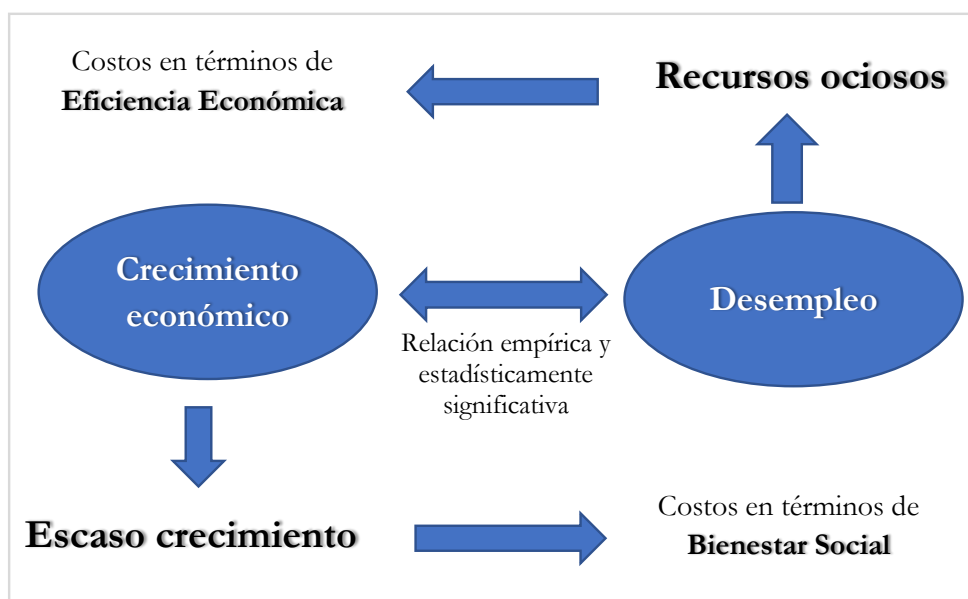 Costos en términos de
Eficiencia Económica
Recursos ociosos
Crecimiento
económico
Desempleo
Relación empírica y
estadísticamente
significativa
Escaso crecimiento
Costos en términos de
Bienestar Social